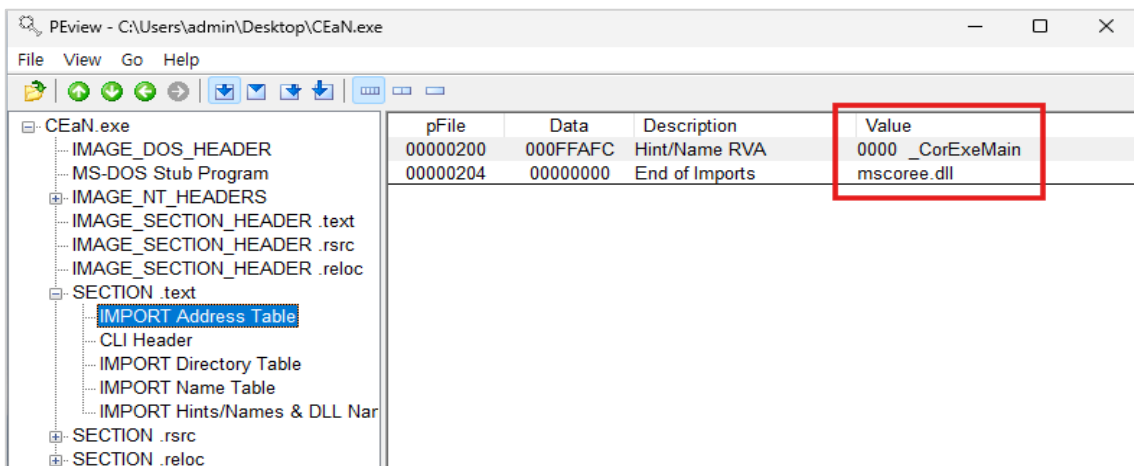 PEview - C:\Users\admin\Desktop\CEaN.exe
File View Go Help
CEaN.exe
IMAGE_DOS_HEADER
MS-DOS Stub Program
IMAGE_NT_HEADERS
IMAGE_SECTION_HEADER .text
IMAGE_SECTION_HEADER .rsrc
IMAGE_SECTION_HEADER .reloc
SECTION .text
IMPORT Address Table
CLI Header
IMPORT Directory Table
IMPORT Name Table
IMPORT Hints/Names & DLL Nar
SECTION .rsrc
SECTION .reloc
pFile Data Description Value
00000200 000FFAFC Hint/Name RVA 0000 _CorExeMain
00000204 00000000 End of Imports mscoree.dll